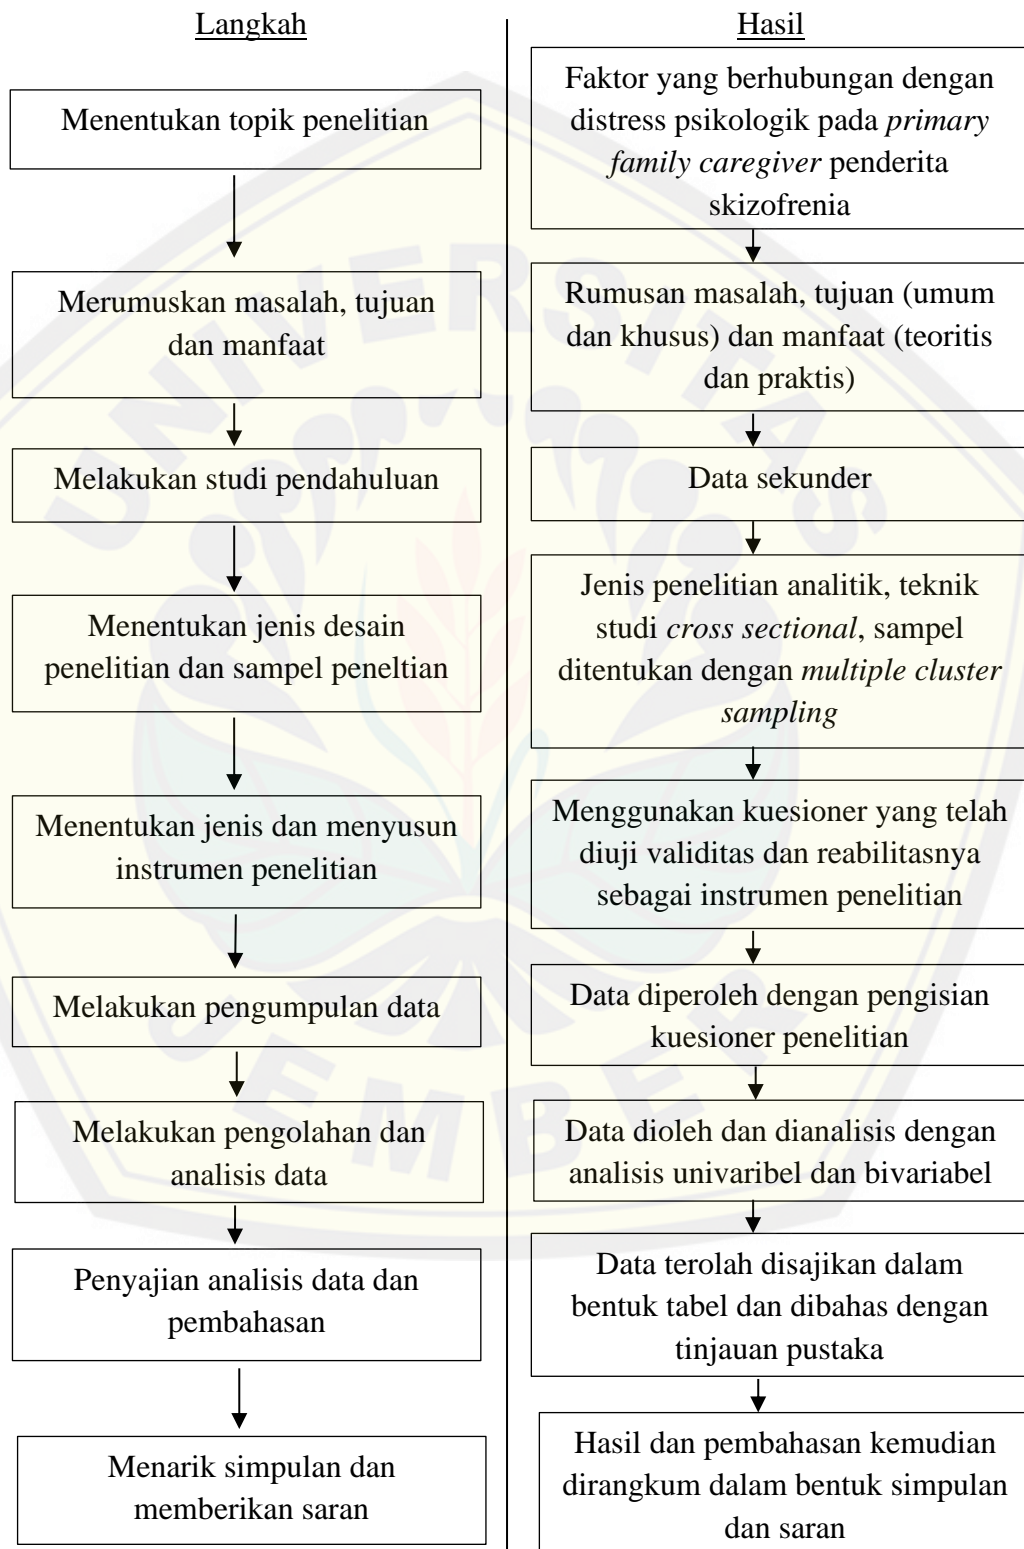 Langkah
Menentukan topik penelitian
Merumuskan masalah, tujuan
dan manfaat
Melakukan studi pendahuluan
Menentukan jenis desain
penelitian dan sampel peneltian
Menentukan jenis dan menyusun
instrumen penelitian
Melakukan pengumpulan data
Melakukan pengolahan dan
analisis data
Penyajian analisis data dan
pembahasan
Menarik simpulan dan
memberikan saran
Hasil
Faktor yang berhubungan dengan
distress psikologik pada primary
family caregiver penderita
skizofrenia
Rumusan masalah, tujuan (umum
dan khusus) dan manfaat (teoritis
dan praktis)
Data sekunder
Jenis penelitian analitik, teknik
studi cross sectional, sampel
ditentukan dengan multiple cluster
sampling
Menggunakan kuesioner yang telah
diuji validitas dan reabilitasnya
sebagai instrumen penelitian
Data diperoleh dengan pengisian
kuesioner penelitian
Data dioleh dan dianalisis dengan
analisis univaribel dan bivariabel
Data terolah disajikan dalam
bentuk tabel dan dibahas dengan
tinjauan pustaka
Hasil dan pembahasan kemudian
dirangkum dalam bentuk simpulan
dan saran
UNIVERSITAS
JEMBER